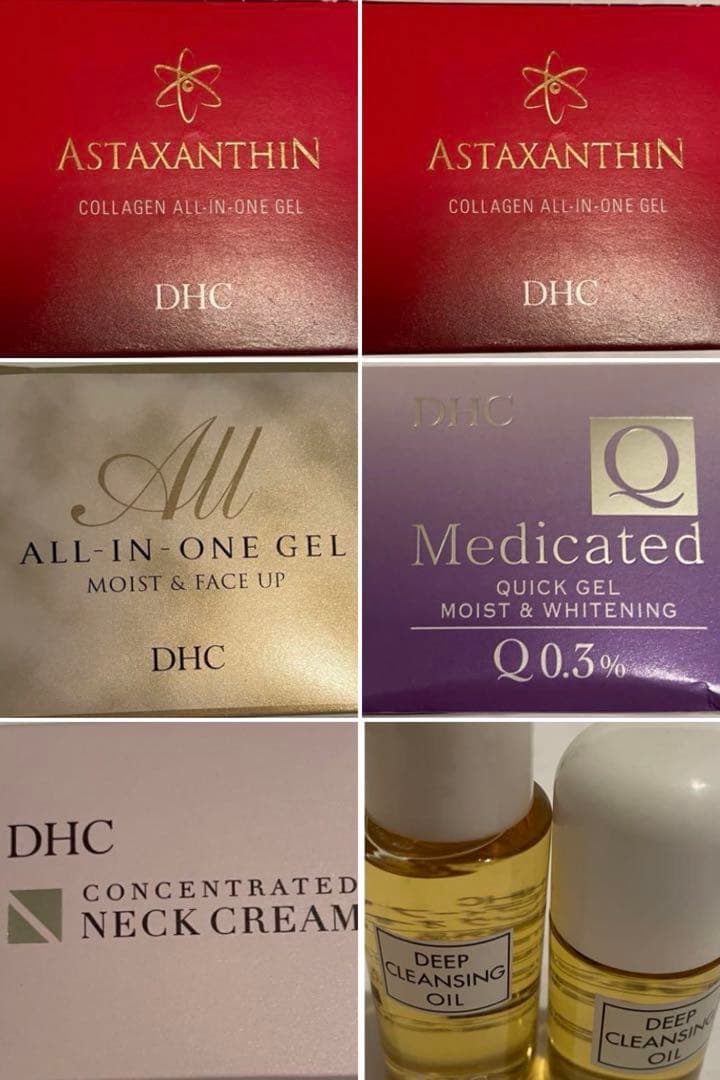 ASTAXANTHIN
COLLAGEN ALL-IN-ONE GEL
DHC
ASTAXANTHIN
COLLAGEN ALL-IN-ONE GEL
DHC
All
ALL-IN-ONE GEL
MOIST & FACE UP
DHC
DHC
Q
Medicated
QUICK GEL
MOIST & WHITENING
Q 0.3%
DHC
CONCENTRATED
NECK CREAM
DEEP
CLEANSING
OIL
DEEP
CLEANSING
OIL